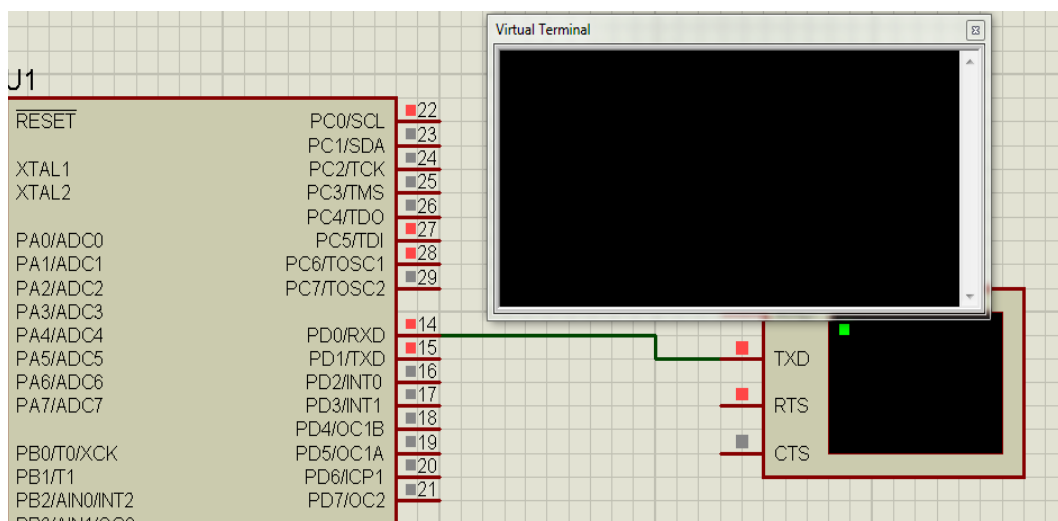 Virtual Terminal
U1
RESET
XTAL1
XTAL2
PA0/ADC0
PA1/ADC1
PA2/ADC2
PA3/ADC3
PA4/ADC4
PA5/ADC5
PA6/ADC6
PA7/ADC7
PB0/T0/XCK
PB1/T1
PB2/AIN0/INT2
PC0/SCL 22
PC1/SDA 23
PC2/TCK 24
PC3/TMS 25
PC4/TDO 26
PC5/TDI 27
PC6/TOSC1 28
PC7/TOSC2 29
PD0/RXD 14
PD1/TXD 15
PD2/INT0 16
PD3/INT1 17
PD4/OC1B 18
PD5/OC1A 19
PD6/ICP1 20
PD7/OC2 21
TXD
RTS
CTS